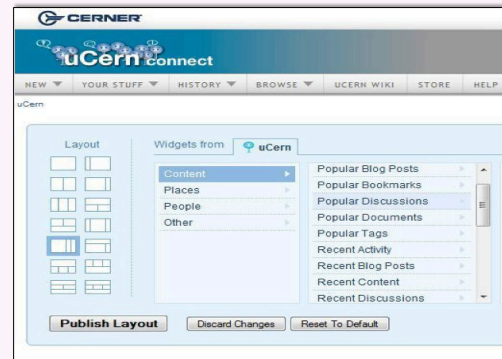 CERNER
uCern connect
NEW YOUR STUFF HISTORY BROWSE UCERN WIKI STORE HELP
uCern
Layout
Widgets from uCern
Content
Places
People
Other
Popular Blog Posts
Popular Bookmarks
Popular Discussions
Popular Documents
Popular Tags
Recent Activity
Recent Blog Posts
Recent Content
Recent Discussions
Publish Layout Discard Changes Reset To Default